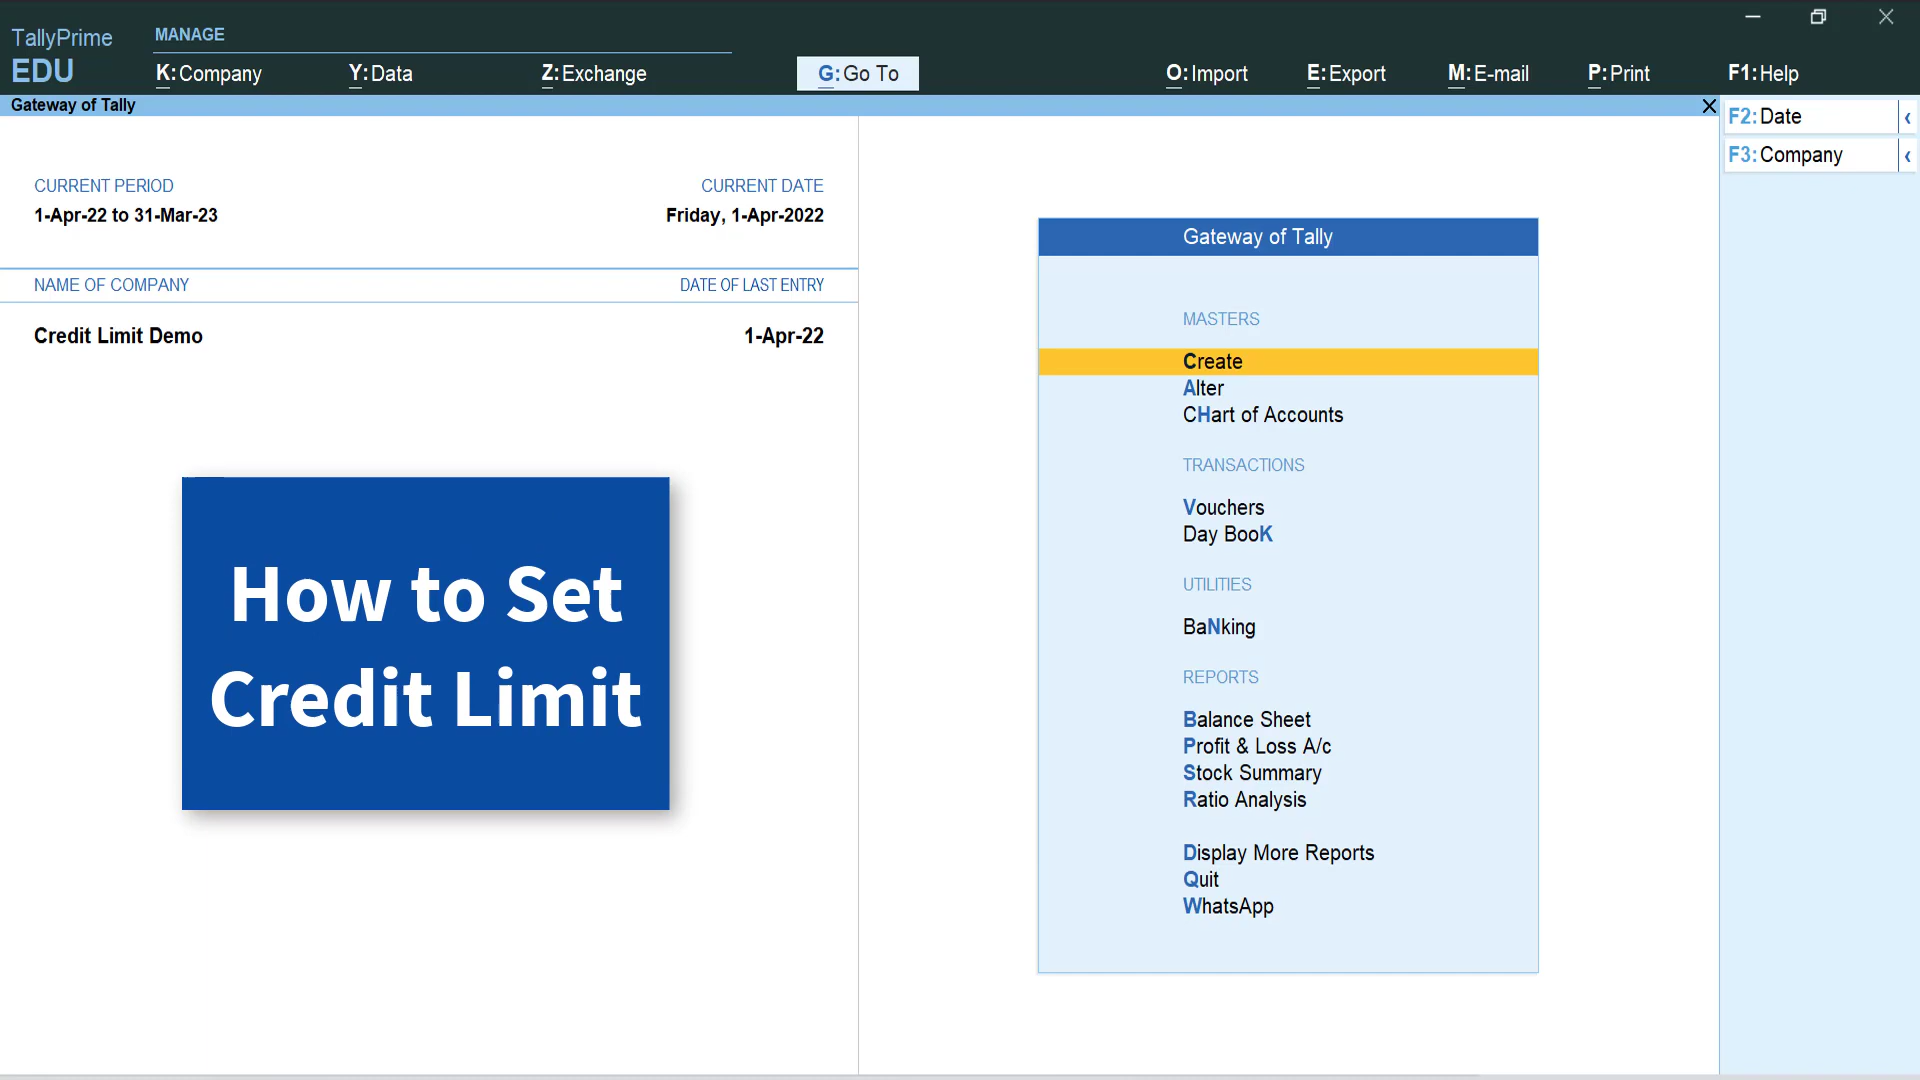 TallyPrime
EDU
MANAGE
K:Company
Y:Data
Z:Exchange
G:Go To
O:Import
E:Export
M:E-mail
P:Print
F1:Help
Gateway of Tally
F2:Date
F3:Company
CURRENT PERIOD
CURRENT DATE
1-Apr-22 to 31-Mar-23
Friday, 1-Apr-2022
NAME OF COMPANY
DATE OF LAST ENTRY
Credit Limit Demo
1-Apr-22
How to Set
Credit Limit
Gateway of Tally
MASTERS
Create
Alter
CHart of Accounts
TRANSACTIONS
Vouchers
Day BooK
UTILITIES
BaNking
REPORTS
Balance Sheet
Profit & Loss A/c
Stock Summary
Ratio Analysis
Display More Reports
Quit
WhatsApp